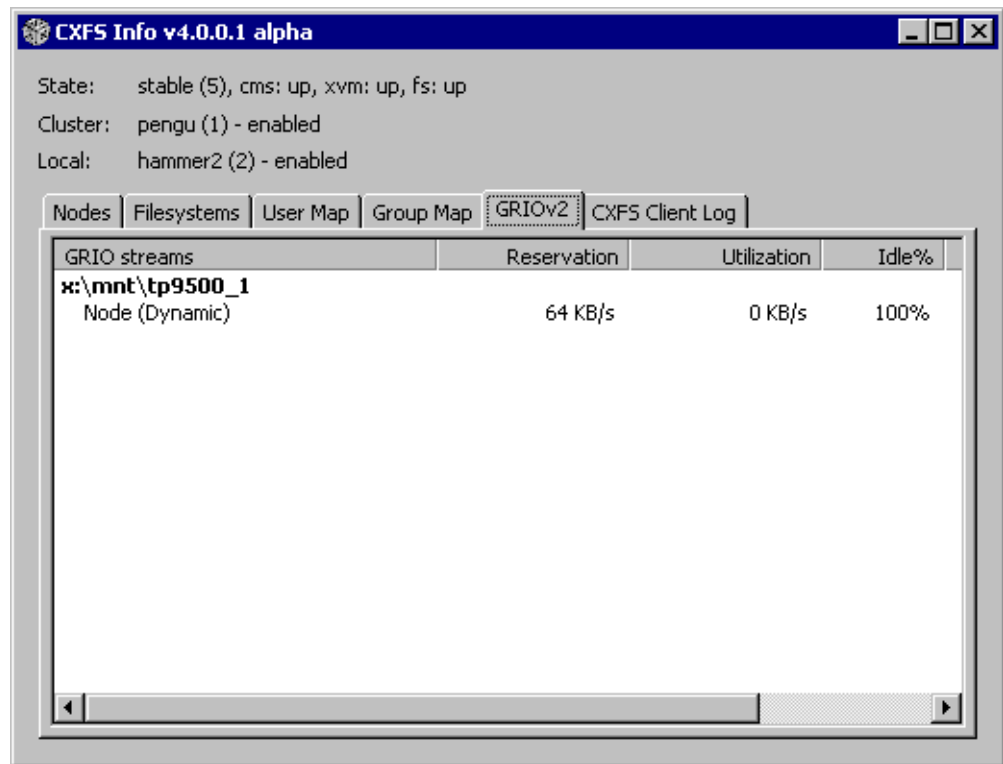 CXFS Info v4.0.0.1 alpha
State: stable (5), cms: up, xvm: up, fs: up
Cluster: pengu (1) - enabled
Local: hammer2 (2) - enabled
Nodes Filesystems User Map Group Map GRIOv2 CXFS Client Log
GRIO streams Reservation Utilization Idle%
x:\mnt\tp9500_1
Node (Dynamic) 64 KB/s 0 KB/s 100%